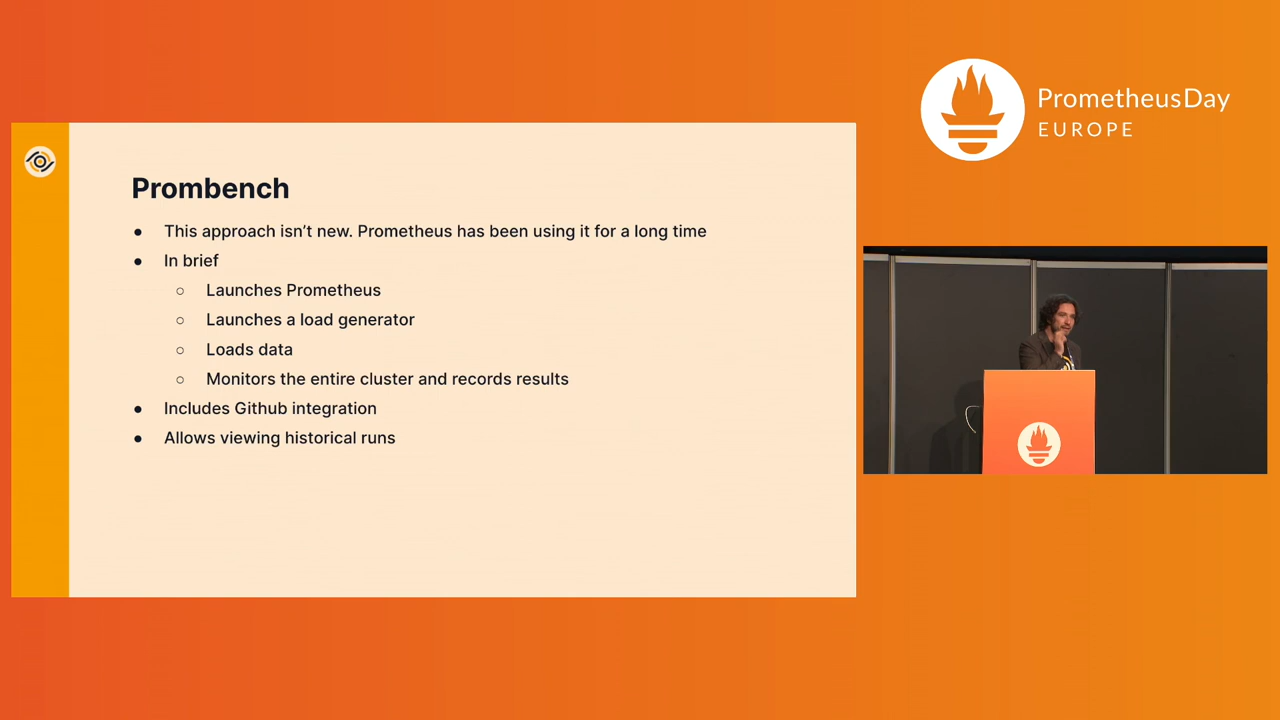 PrometheusDay
EUROPE
Prombench
● This approach isn’t new. Prometheus has been using it for a long time
● In brief
○ Launches Prometheus
○ Launches a load generator
○ Loads data
○ Monitors the entire cluster and records results
● Includes Github integration
● Allows viewing historical runs